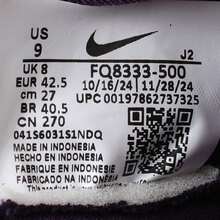 US
9
J2
UK 8
EUR 42.5
cm 27
BR 40.5
CN 270
FQ8333-500
10/16/24 11/28/24
UPC 00197862737325
041S6031S1NDQ
MADE IN INDONESIA
FABRIQUE EN INDONESIE
FABRICADO EN INDONESIA